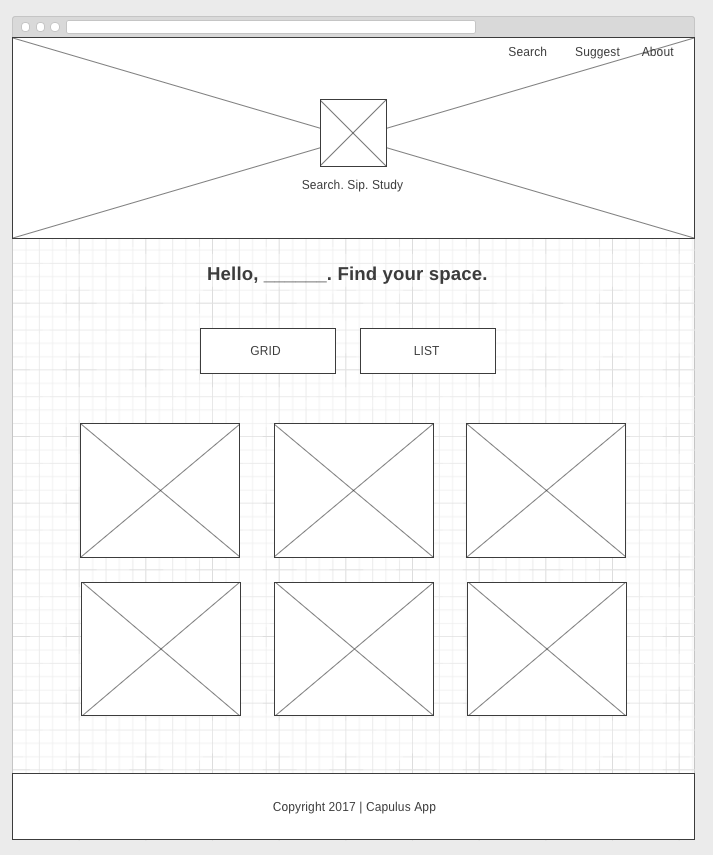 Search Suggest About
Search. Sip. Study
Hello, ______. Find your space.
GRID LIST
Copyright 2017 | Capulus App